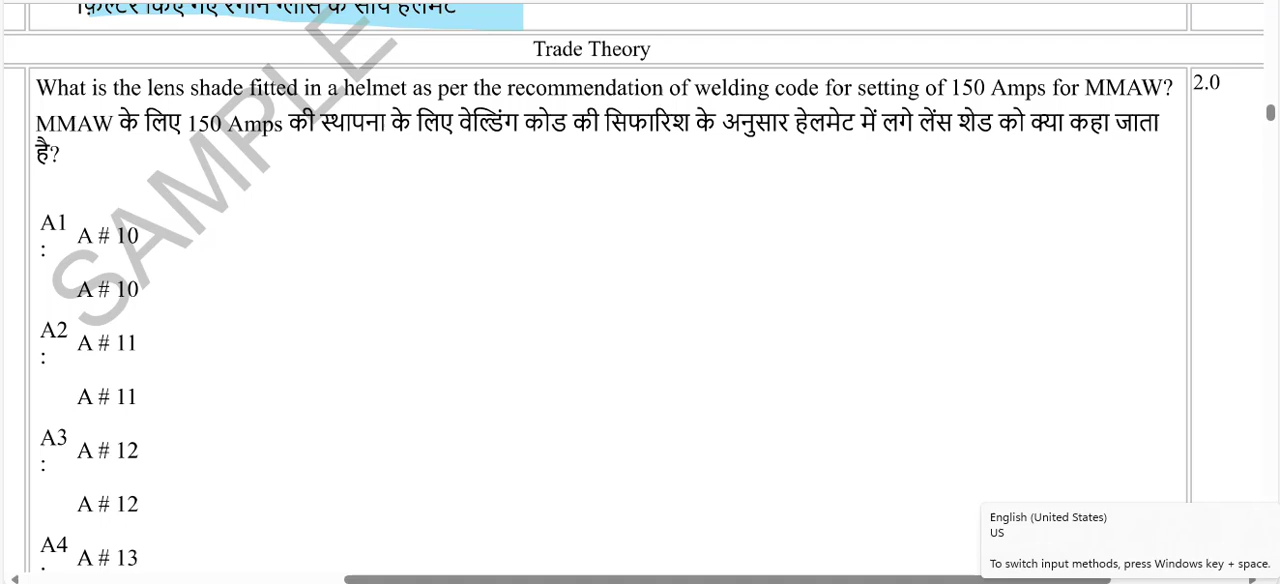 फ़िल्टर किए गए रंगीन ग्लास के साथ हेलमेट
Trade Theory
What is the lens shade fitted in a helmet as per the recommendation of welding code for setting of 150 Amps for MMAW? 2.0
MMAW के लिए 150 Amps की स्थापना के लिए वेल्डिंग कोड की सिफारिश के अनुसार हेलमेट में लगे लेंस शेड को क्या कहा जाता
है?
SAMPLE
A1
:
A # 10
A # 10
A2
:
A # 11
A # 11
A3
:
A # 12
A # 12
A4
:
A # 13
English (United States)
US
To switch input methods, press Windows key + space.